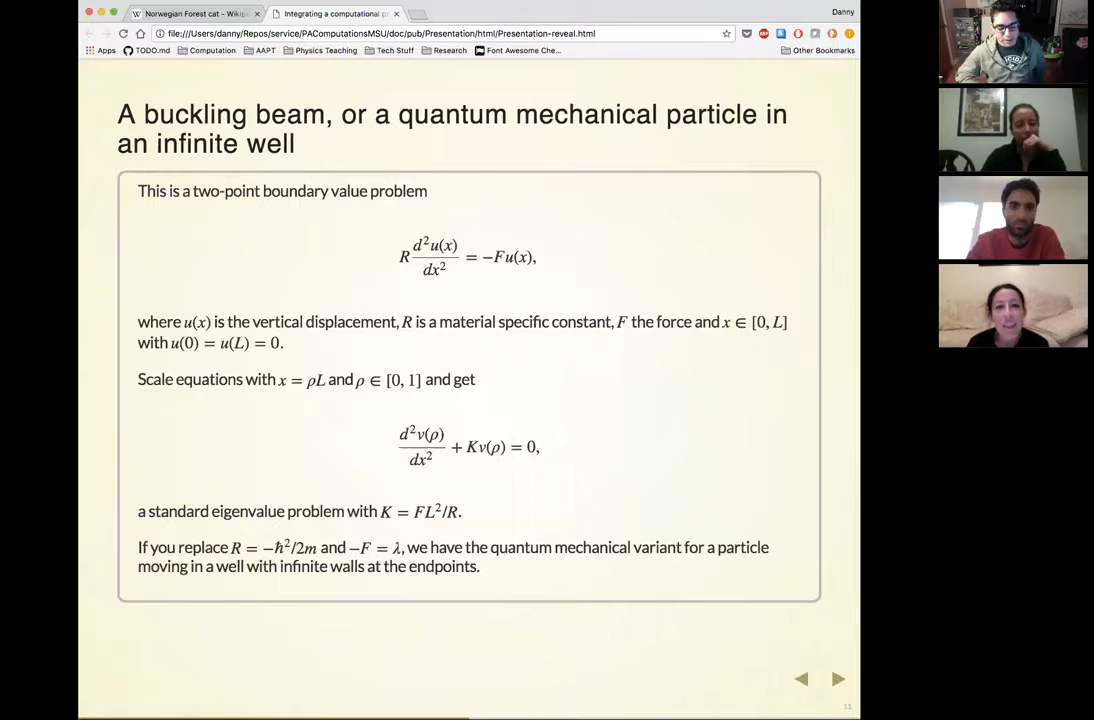 Norwegian Forest cat - Wikip
Integrating a computational pr
Danny
file:///Users/danny/Repos/service/PAComputationsMSU/doc/pub/Presentation/html/Presentation-reveal.html
Apps TODO.md Computation AAPT Physics Teaching Tech Stuff Research Font Awesome Che... Other Bookmarks
A buckling beam, or a quantum mechanical particle in
an infinite well
This is a two-point boundary value problem
R d²u(x)/dx² = −Fu(x),
where u(x) is the vertical displacement, R is a material specific constant, F the force and x ∈ [0, L]
with u(0) = u(L) = 0.
Scale equations with x = ρL and ρ ∈ [0, 1] and get
d²v(ρ)/dx² + Kv(ρ) = 0,
a standard eigenvalue problem with K = FL²/R.
If you replace R = −ħ²/2m and −F = λ, we have the quantum mechanical variant for a particle
moving in a well with infinite walls at the endpoints.
11